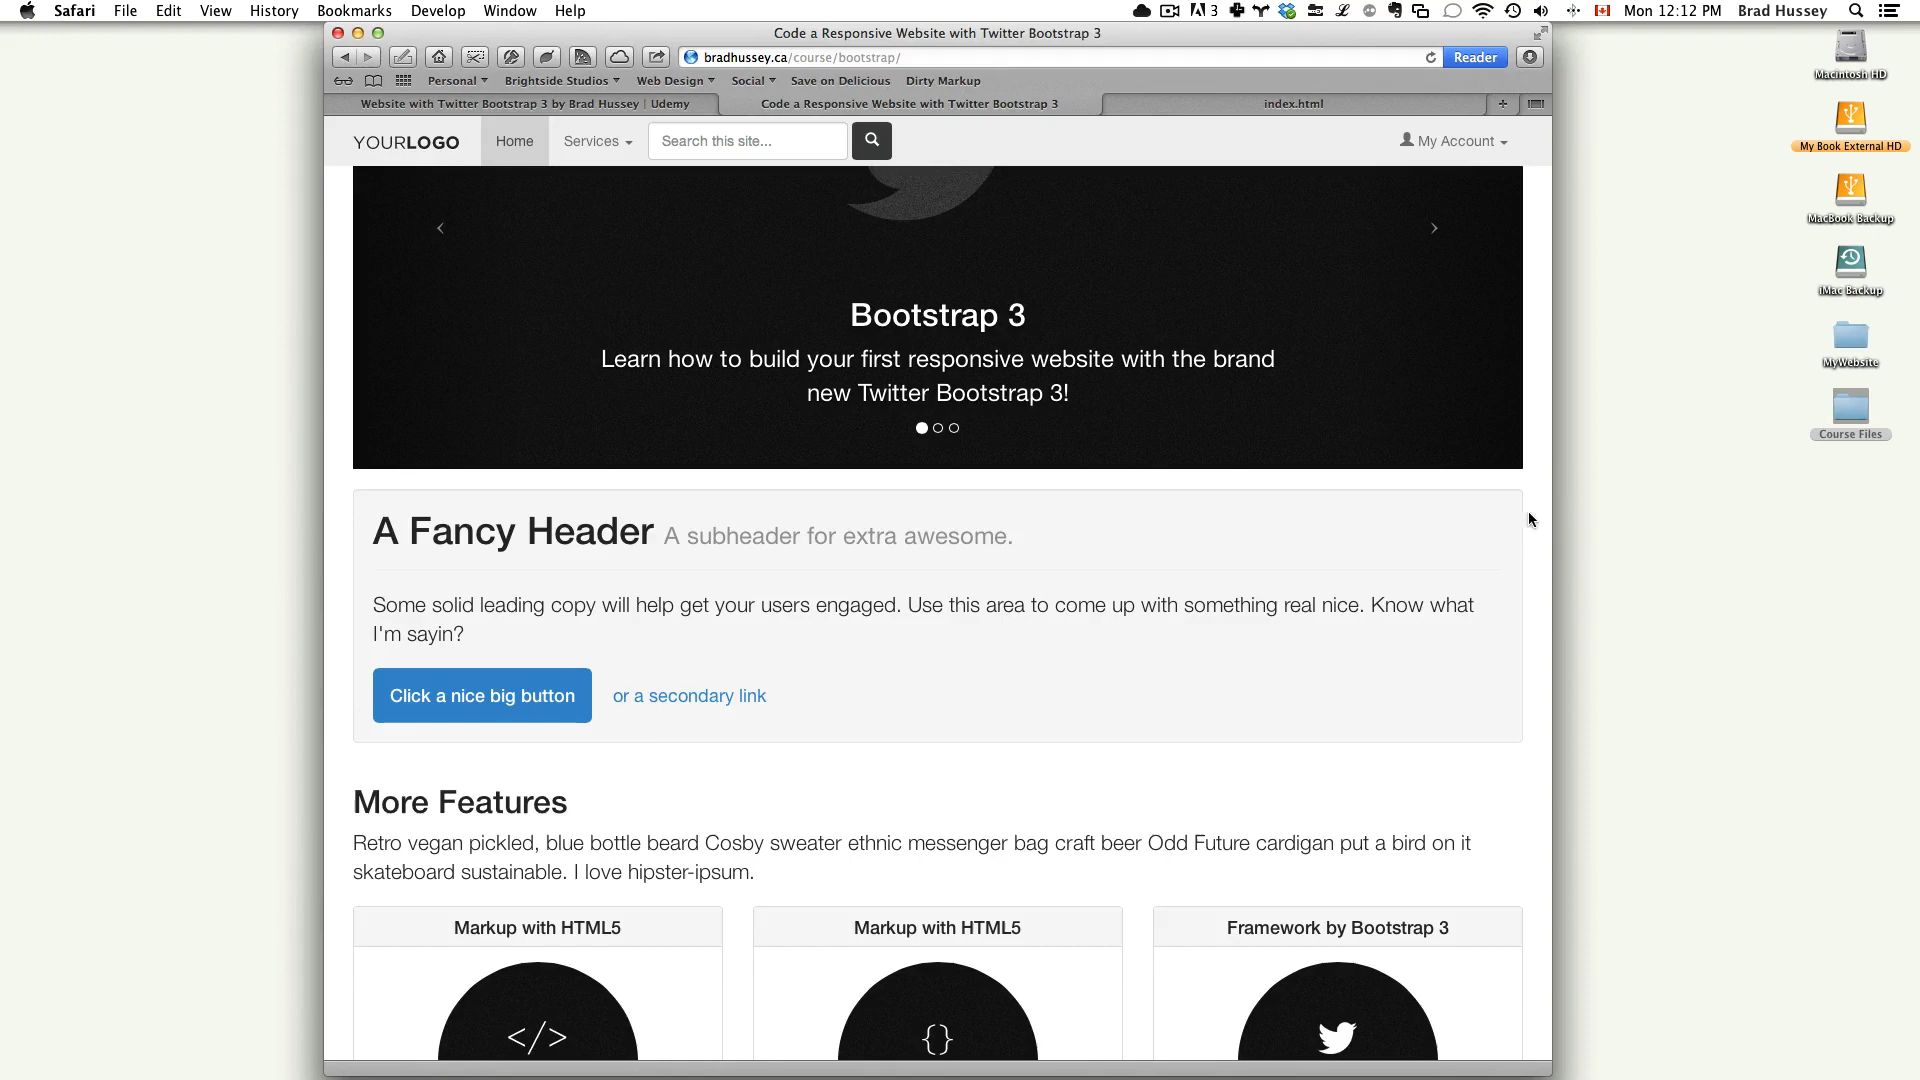 Safari File Edit View History Bookmarks Develop Window Help 3 Mon 12:12 PM Brad Hussey
Code a Responsive Website with Twitter Bootstrap 3
bradhussey.ca/course/bootstrap/ Reader
Personal Brightside Studios Web Design Social Save on Delicious Dirty Markup
Website with Twitter Bootstrap 3 by Brad Hussey | Udemy Code a Responsive Website with Twitter Bootstrap 3 index.html
YOURLOGO Home Services Search this site... My Account
Bootstrap 3
Learn how to build your first responsive website with the brand
new Twitter Bootstrap 3!
A Fancy Header A subheader for extra awesome.
Some solid leading copy will help get your users engaged. Use this area to come up with something real nice. Know what
I'm sayin?
Click a nice big button or a secondary link
More Features
Retro vegan pickled, blue bottle beard Cosby sweater ethnic messenger bag craft beer Odd Future cardigan put a bird on it
skateboard sustainable. I love hipster-ipsum.
Markup with HTML5 Markup with HTML5 Framework by Bootstrap 3
</> {}
Macintosh HD
My Book External HD
MacBook Backup
iMac Backup
MyWebsite
Course Files